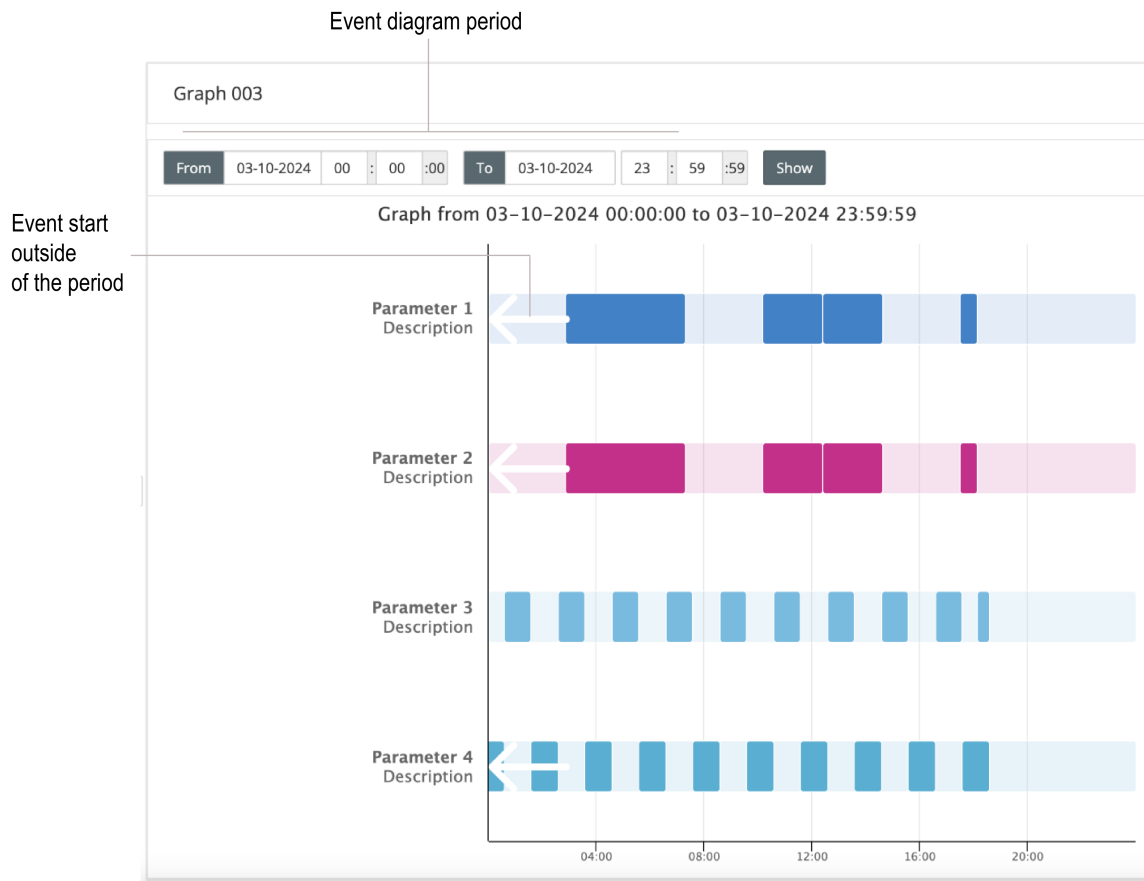 Event diagram period
Graph 003
From 03-10-2024 00 : 00 :00 To 03-10-2024 23 : 59 :59 Show
Graph from 03-10-2024 00:00:00 to 03-10-2024 23:59:59
Event start
outside
of the period
Parameter 1
Description
Parameter 2
Description
Parameter 3
Description
Parameter 4
Description
04:00 08:00 12:00 16:00 20:00